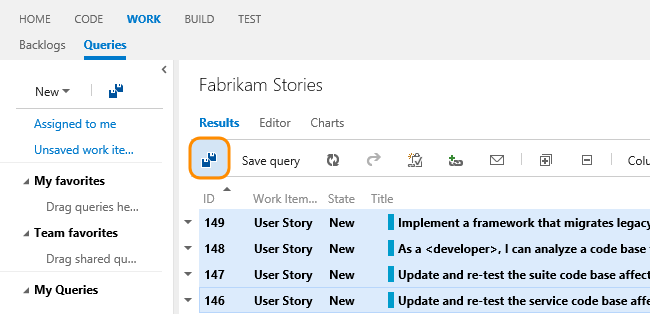 HOME CODE WORK BUILD TEST
Backlogs Queries
New
Assigned to me
Unsaved work ite...
My favorites
Drag queries he...
Team favorites
Drag shared qu...
My Queries
Fabrikam Stories
Results Editor Charts
Save query Colu
ID Work Item... State Title
149 User Story New Implement a framework that migrates legacy
148 User Story New As a <developer>, I can analyze a code base
147 User Story New Update and re-test the suite code base affect
146 User Story New Update and re-test the service code base affe